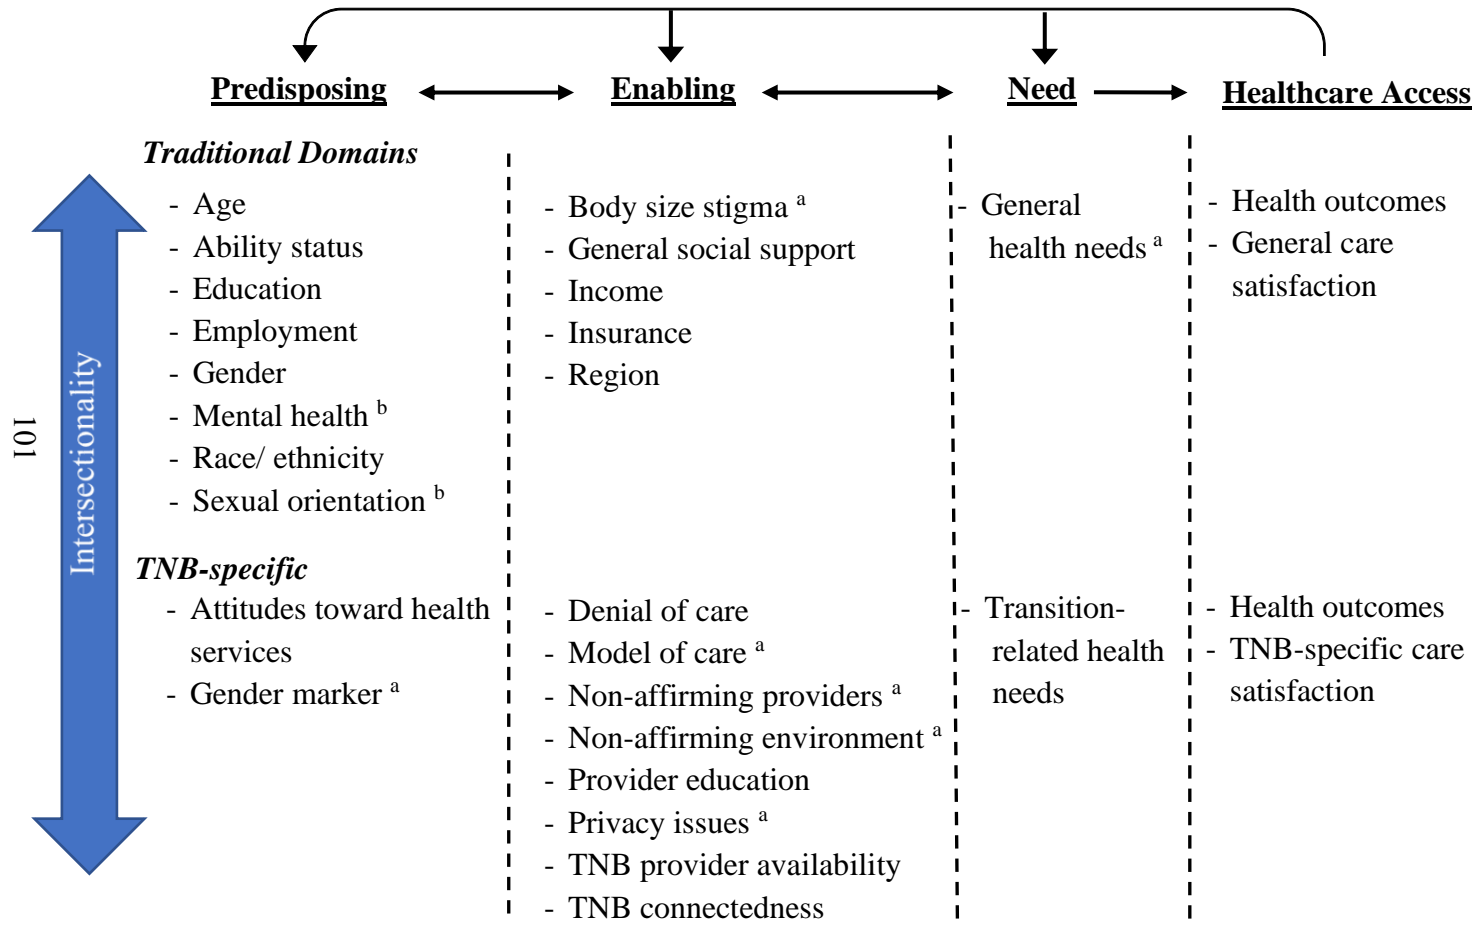 Predisposing
Enabling
Need
Healthcare Access
Traditional Domains
- Age
- Ability status
- Education
- Employment
- Gender
- Mental health b
- Race/ ethnicity
- Sexual orientation b
- Body size stigma a
- General social support
- Income
- Insurance
- Region
- General
health needs a
- Health outcomes
- General care
satisfaction
TNB-specific
- Attitudes toward health
services
- Gender marker a
- Denial of care
- Model of care a
- Non-affirming providers a
- Non-affirming environment a
- Provider education
- Privacy issues a
- TNB provider availability
- TNB connectedness
- Transition-
related health
needs
- Health outcomes
- TNB-specific care
satisfaction
Intersectionality
101